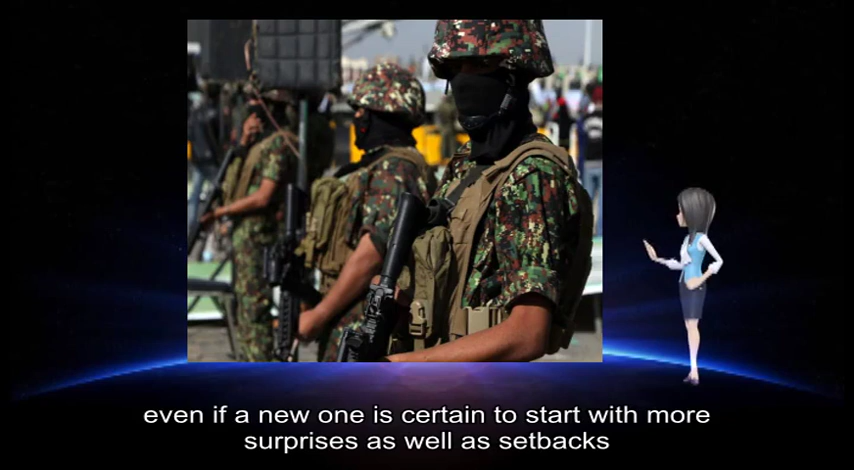 even if a new one is certain to start with more
surprises as well as setbacks